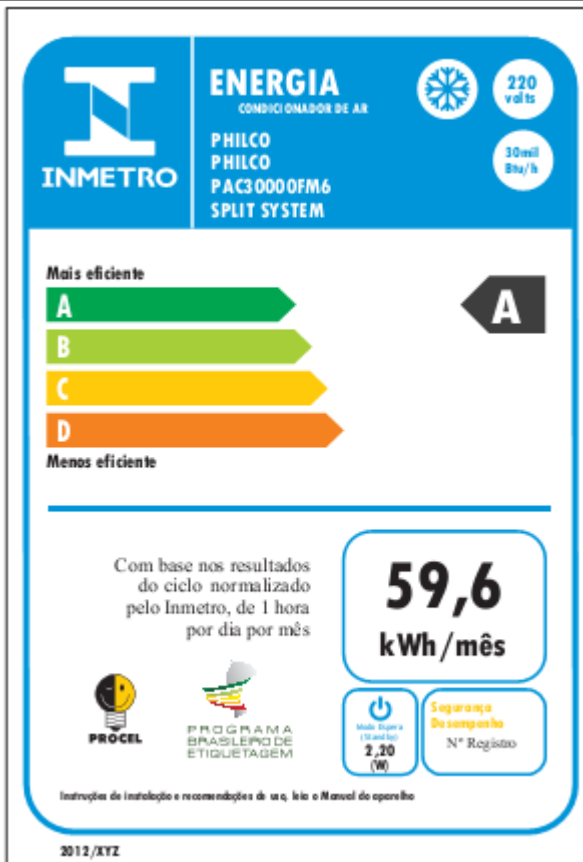 INMETRO
ENERGIA
CONDICIONADOR DE AR
220
volts
PHILCO
PHILCO
PAC30000FM6
SPLIT SYSTEM
30mil
Btu/h
Mais eficiente
A
A
B
C
D
Menos eficiente
Com base nos resultados
do ciclo normalizado
pelo Inmetro, de 1 hora
por dia por mês
59,6
kWh/mês
PROCEL
PROGRAMA
BRASILEIRO DE
ETIQUETAGEM
Modo Espera
(Standby)
2,20
(W)
Segurança
Desempenho
Nº Registro
Instruções de instalação e recomendações de uso, leia o Manual do aparelho
2012/XYZ